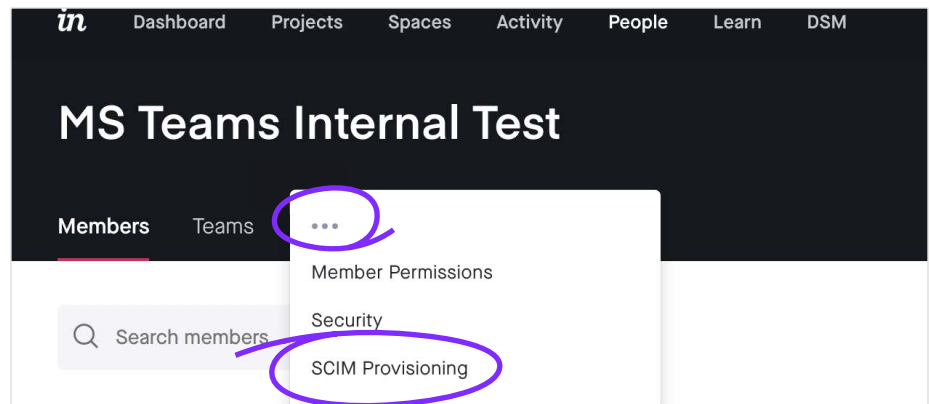 in Dashboard Projects Spaces Activity People Learn DSM
MS Teams Internal Test
Members Teams •••
Member Permissions
Security
Search members
SCIM Provisioning